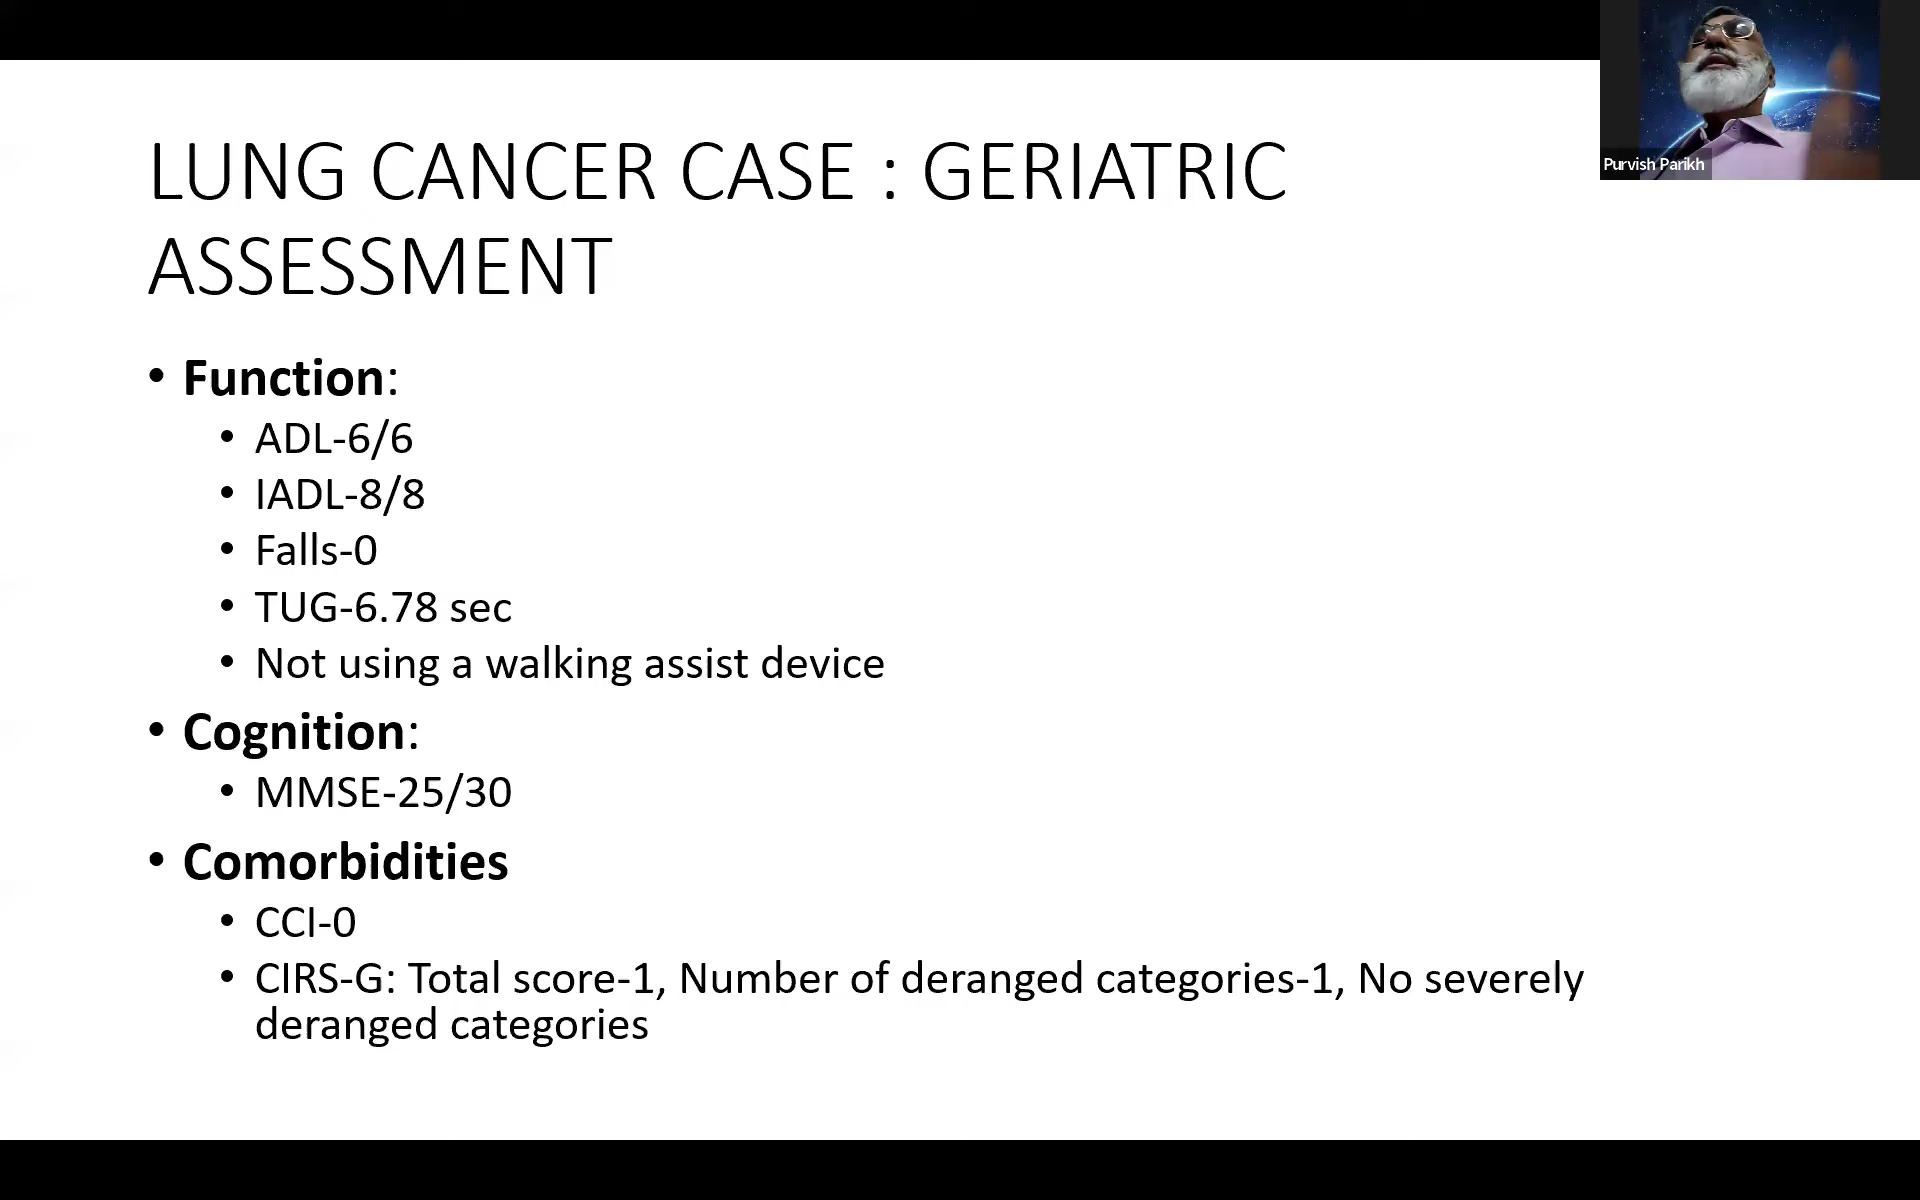 Purvish Parikh
LUNG CANCER CASE : GERIATRIC
ASSESSMENT
• Function:
• ADL-6/6
• IADL-8/8
• Falls-0
• TUG-6.78 sec
• Not using a walking assist device
• Cognition:
• MMSE-25/30
• Comorbidities
• CCI-0
• CIRS-G: Total score-1, Number of deranged categories-1, No severely
deranged categories